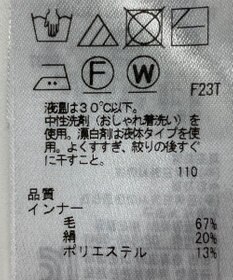 F W
F23T
液温は30℃以下。
中性洗剤(おしゃれ着洗い)を
使用。漂白剤は液体タイプを使
用。よくすすぎ、絞りの後すぐ
に干すこと。
110
品質
インナー
毛 67%
絹 20%
ポリエステル 13%